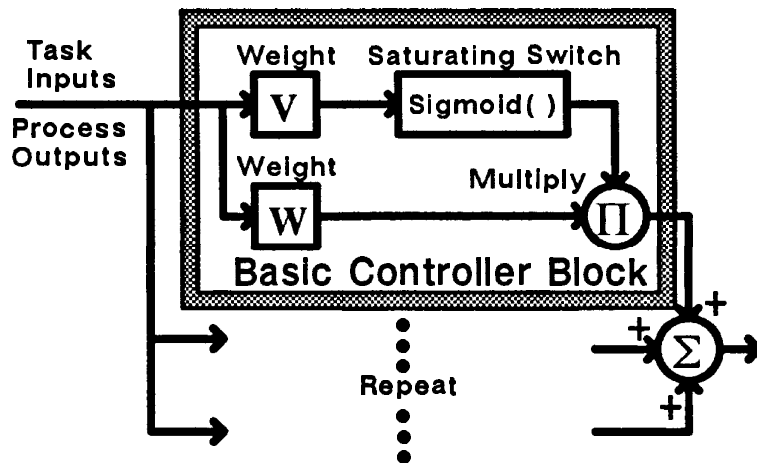 Task
Inputs
Process
Outputs
Weight
Saturating Switch
V
Sigmoid( )
Weight
Multiply
W
Π
Basic Controller Block
+
+
Σ
Repeat
+